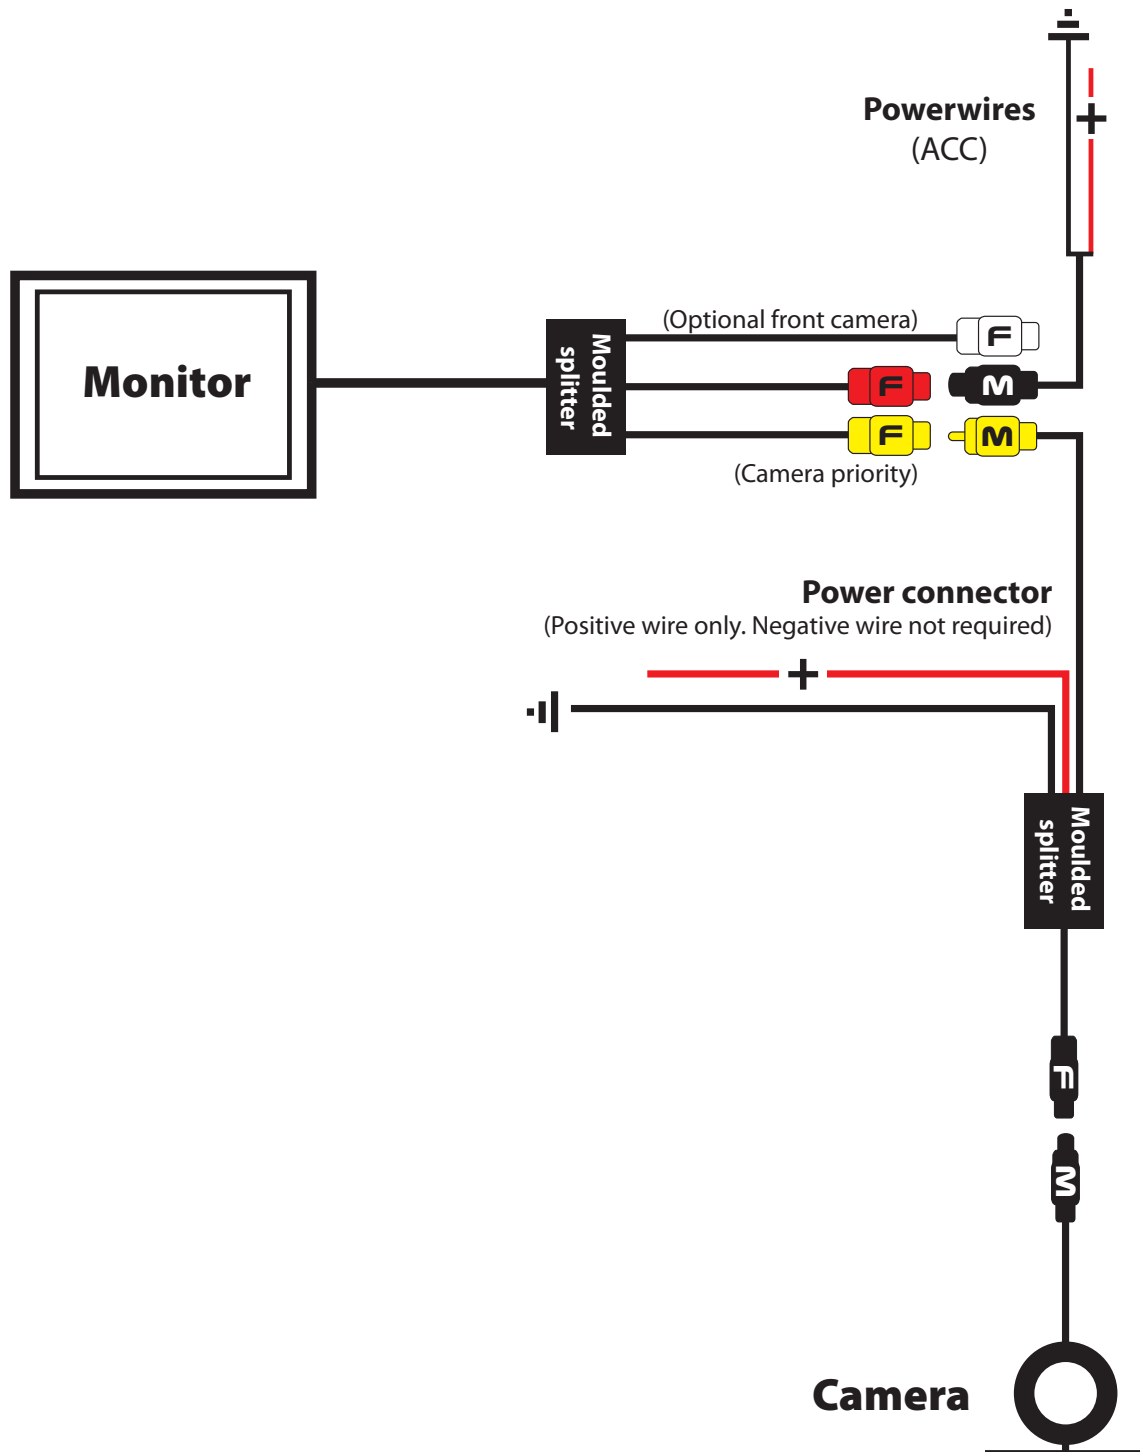 Powerwires
(ACC)
+
(Optional front camera)
F
Monitor
Moulded
splitter
F
M
F
M
(Camera priority)
Power connector
(Positive wire only. Negative wire not required)
+
Moulded
splitter
F
M
Camera